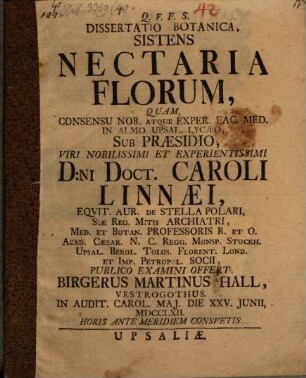 Q. F. F. S.
DISSERTATIO BOTANICA,
SISTENS
NECTARIA
FLORUM,
QUAM,
CONSENSU NOB. ATQUE EXPER. FAC. MED.
IN ALMO UPSAL. LYCÆO,
SUB PRÆSIDIO,
VIRI NOBILISSIMI ET EXPERIENTISSIMI
D:NI DOCT. CAROLI
LINNÆI,
EQVIT. AUR. DE STELLA POLARI,
SÆ REG. M:TIS ARCHIATRI,
MED. ET BOTAN. PROFESSORIS R. ET O.
ACAD. CÆSAR. N. C. REGG. MONSP. STOCKH.
UPSAL. BEROL. TOLOS. FLORENT. LOND.
ET IMP. PETROPOL. SOCII,
PUBLICO EXAMINI OFFERT
BIRGERUS MARTINUS HALL,
VESTROGOTHUS.
IN AUDIT. CAROL. MAJ. DIE XXV. JUNII,
MDCCLXII.
HORIS ANTE MERIDIEM CONSVETIS.
UPSALIÆ,